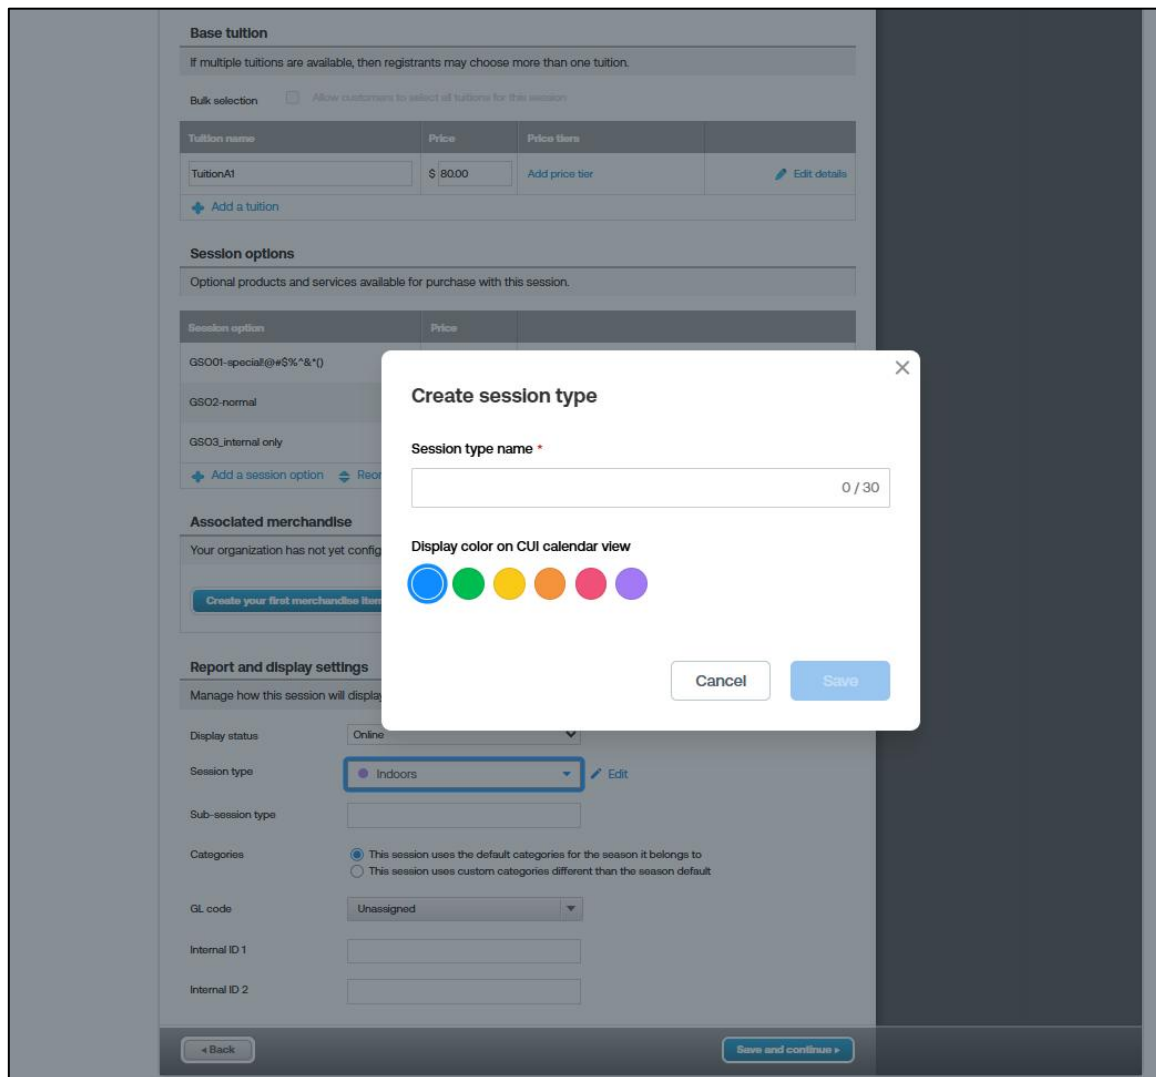 Base tuition
If multiple tuitions are available, then registrants may choose more than one tuition.
Bulk selection Allow customers to select all tuitions for this session
Tuition name Price Price tiers
TuitionA1 $ 80.00 Add price tier Edit details
Add a tuition
Session options
Optional products and services available for purchase with this session.
Session option Price
GSO01-special!@#$%^&*()
GSO2-normal
GSO3_internal only
Add a session option Reor
Create session type
Session type name *
0 / 30
Display color on CUI calendar view
Cancel Save
Associated merchandise
Your organization has not yet config
Create your first merchandise item
Report and display settings
Manage how this session will display
Display status Online
Session type Indoors Edit
Sub-session type
Categories This session uses the default categories for the season it belongs to
This session uses custom categories different than the season default
GL code Unassigned
Internal ID 1
Internal ID 2
Back Save and continue